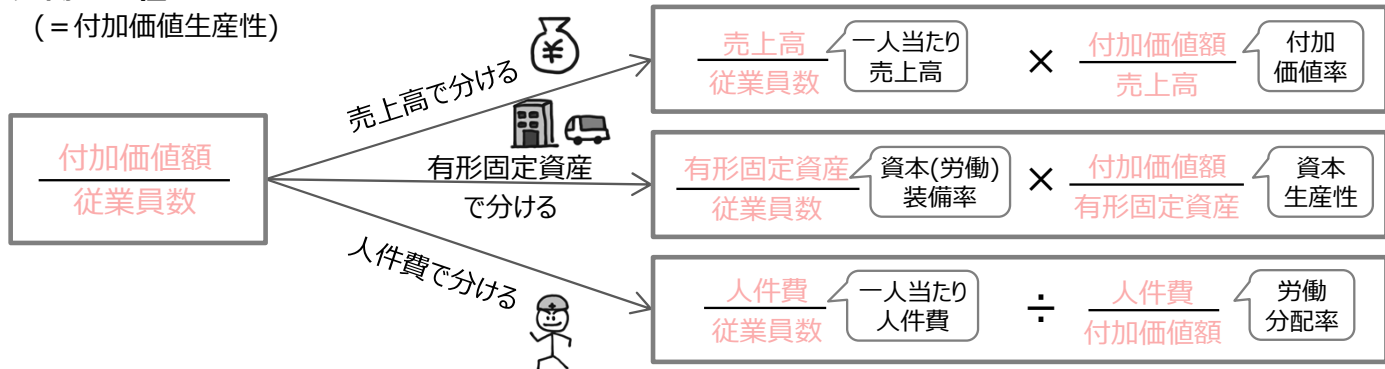 (＝付加価値生産性)
付加価値額
従業員数
売上高で分ける
¥
売上高
従業員数
一人当たり
売上高
×
付加価値額
売上高
付加
価値率
有形固定資産
で分ける
有形固定資産
従業員数
資本(労働)
装備率
×
付加価値額
有形固定資産
資本
生産性
人件費で分ける
人件費
従業員数
一人当たり
人件費
÷
人件費
付加価値額
労働
分配率